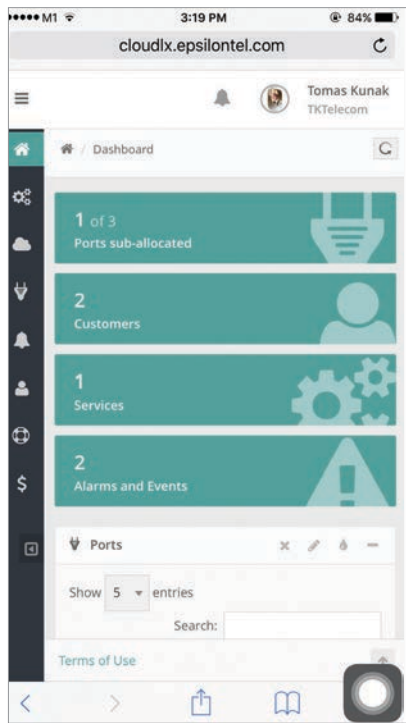 M1 3:19 PM 84%
cloudlx.epsilontel.com
Tomas Kunak
TKTelecom
/ Dashboard
1 of 3
Ports sub-allocated
2
Customers
1
Services
2
Alarms and Events
Ports
Show 5 entries
Search:
Terms of Use